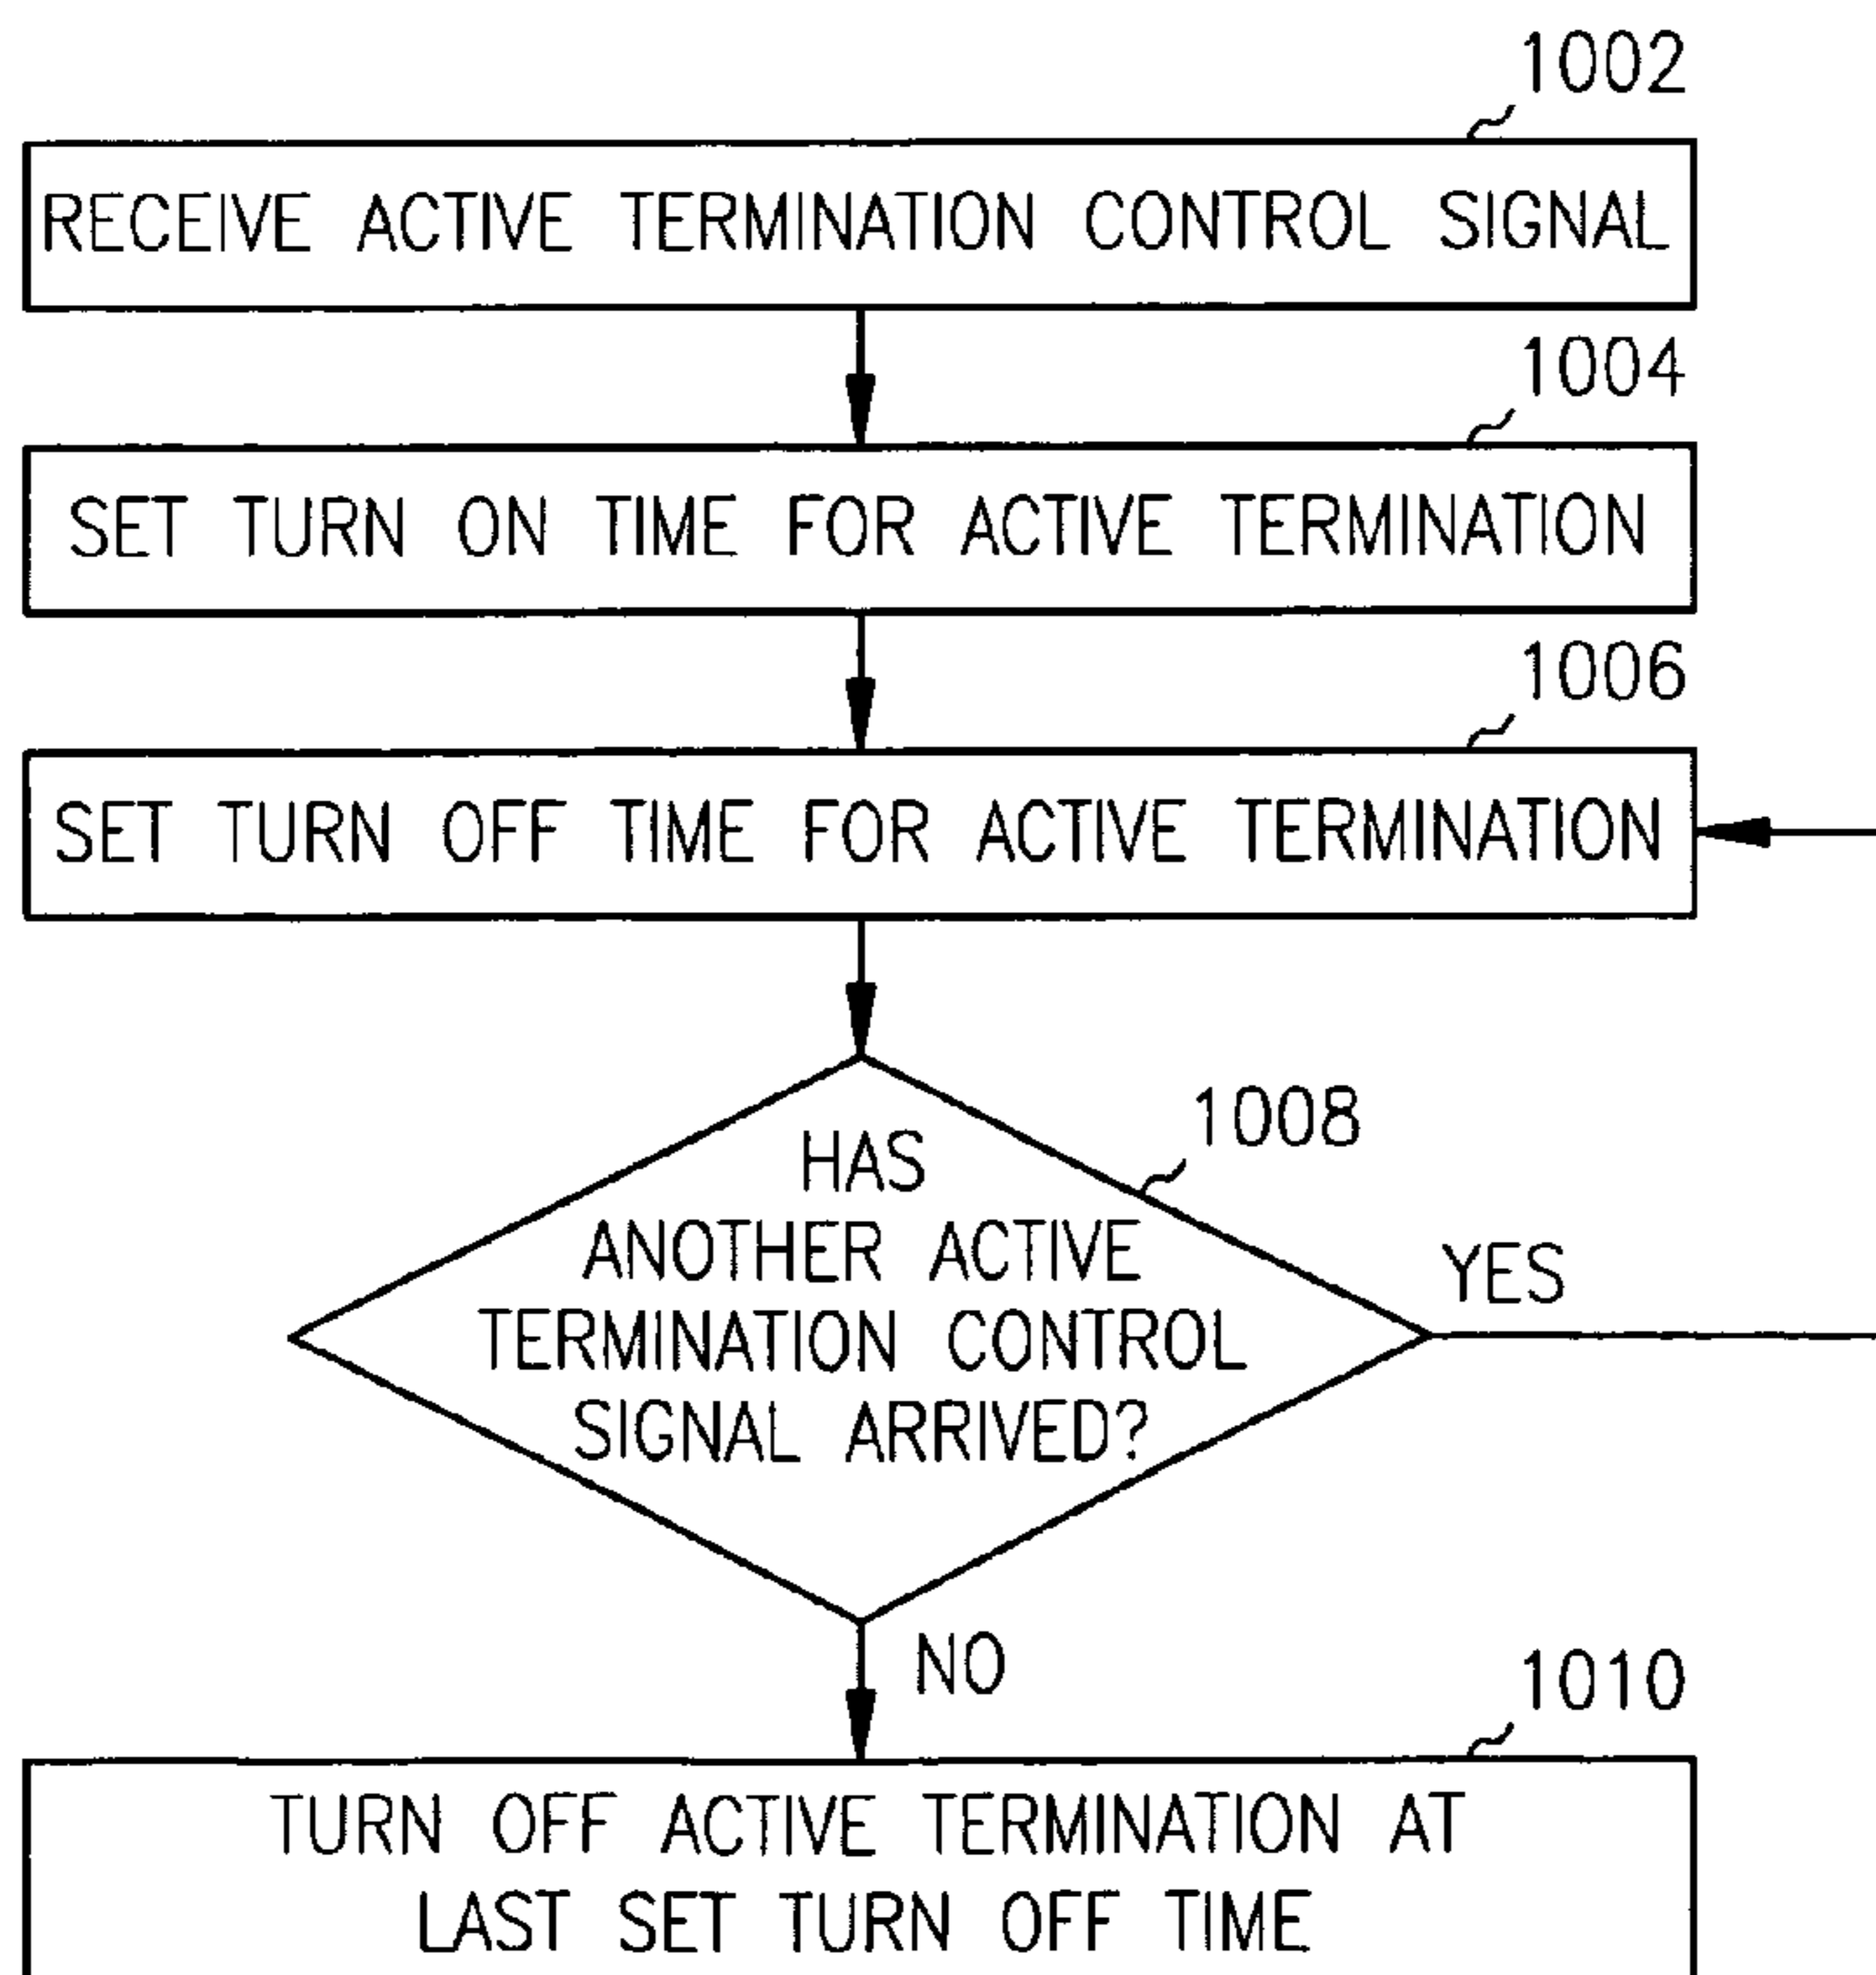 1002
RECEIVE ACTIVE TERMINATION CONTROL SIGNAL
1004
SET TURN ON TIME FOR ACTIVE TERMINATION
1006
SET TURN OFF TIME FOR ACTIVE TERMINATION
1008
HAS
ANOTHER ACTIVE
TERMINATION CONTROL
SIGNAL ARRIVED?
YES
NO
1010
TURN OFF ACTIVE TERMINATION AT
LAST SET TURN OFF TIME